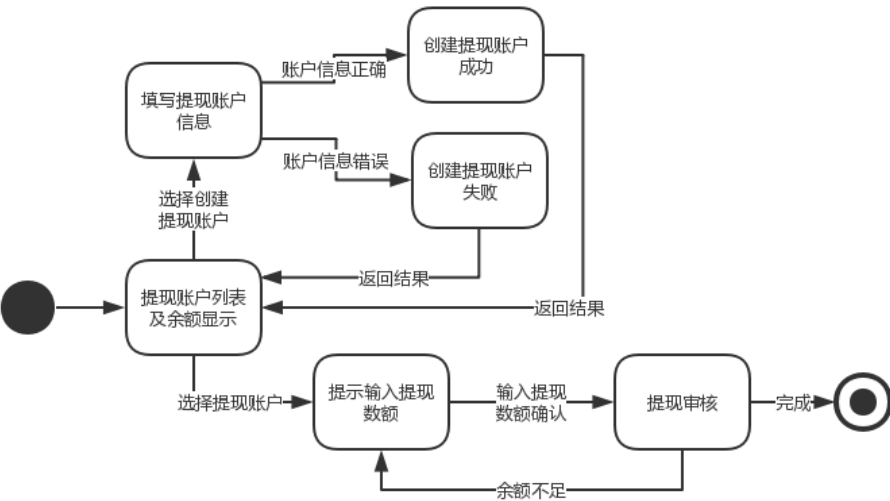 创建提现账户
成功
账户信息正确
填写提现账户
信息
账户信息错误
创建提现账户
失败
选择创建
提现账户
返回结果
提现账户列表
及余额显示
返回结果
选择提现账户
提示输入提现
数额
输入提现
数额确认
提现审核
完成
余额不足